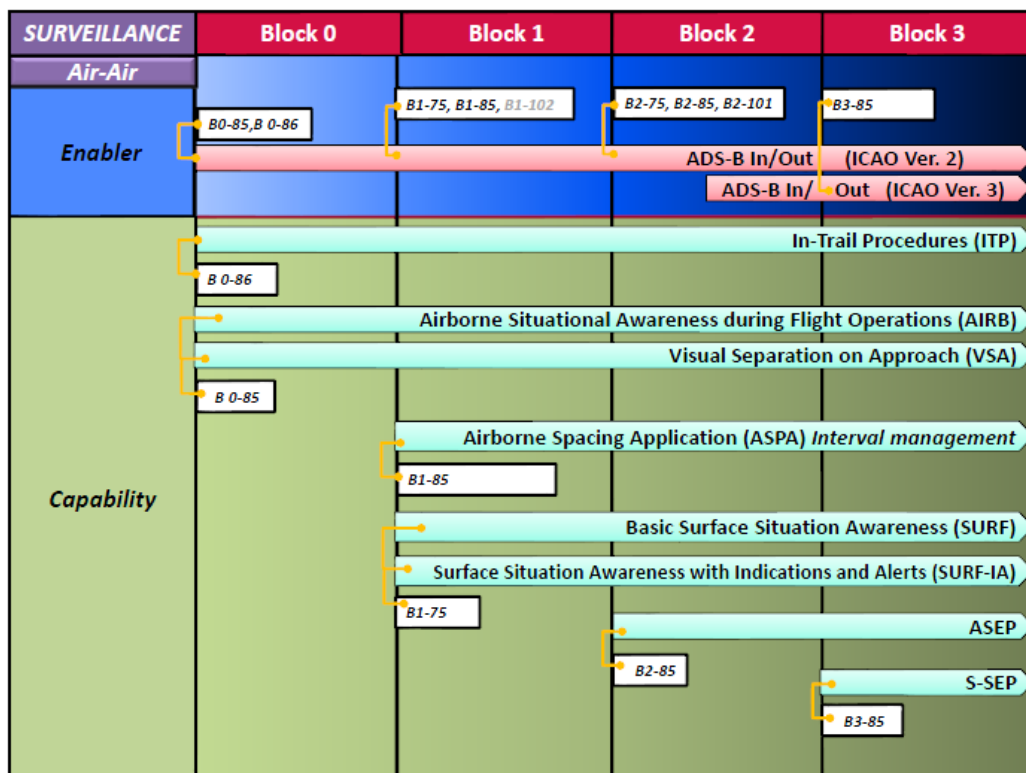 SURVEILLANCE Block 0 Block 1 Block 2 Block 3
Air-Air
Enabler
B0-85,B 0-86
B1-75, B1-85, B1-102
B2-75, B2-85, B2-101
B3-85
ADS-B In/Out (ICAO Ver. 2)
ADS-B In/ Out (ICAO Ver. 3)
Capability
In-Trail Procedures (ITP)
B 0-86
Airborne Situational Awareness during Flight Operations (AIRB)
Visual Separation on Approach (VSA)
B 0-85
Airborne Spacing Application (ASPA) Interval management
B1-85
Basic Surface Situation Awareness (SURF)
Surface Situation Awareness with Indications and Alerts (SURF-IA)
B1-75
ASEP
B2-85
S-SEP
B3-85